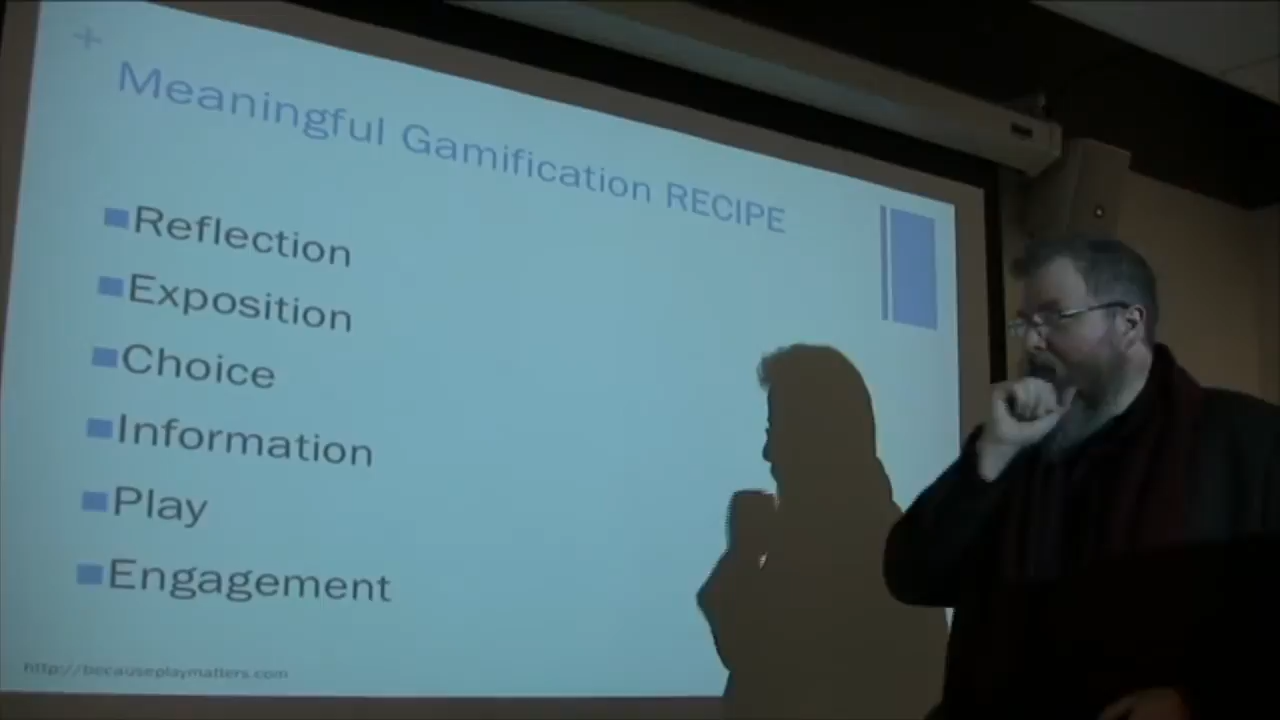 +
Meaningful Gamification RECIPE
Reflection
Exposition
Choice
Information
Play
Engagement
http://becauseplaymatters.com